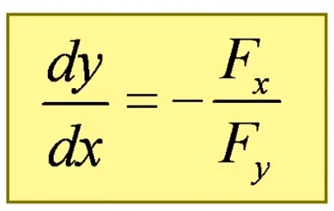 dy/dx = − F_x/F_y